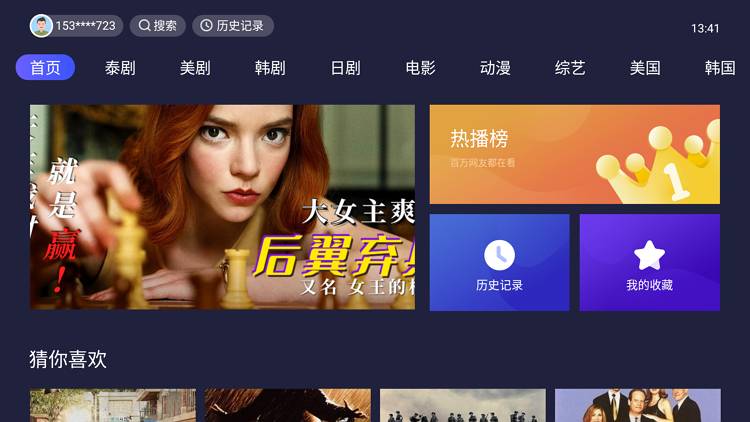 153****723
搜索
历史记录
13:41
首页
泰剧
美剧
韩剧
日剧
电影
动漫
综艺
美国
韩国
就是
赢！
大女主爽
后翼弃
又名 女王的
热播榜
百万网友都在看
1
历史记录
我的收藏
猜你喜欢